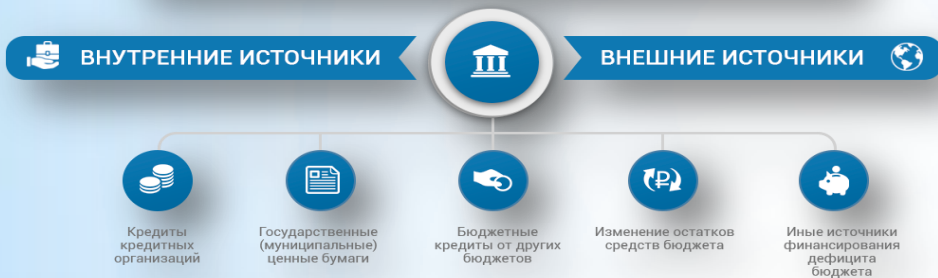 ВНУТРЕННИЕ ИСТОЧНИКИ
ВНЕШНИЕ ИСТОЧНИКИ
Кредиты
кредитных
организаций
Государственные
(муниципальные)
ценные бумаги
Бюджетные
кредиты от других
бюджетов
Изменение остатков
средств бюджета
Иные источники
финансирования
дефицита
бюджета